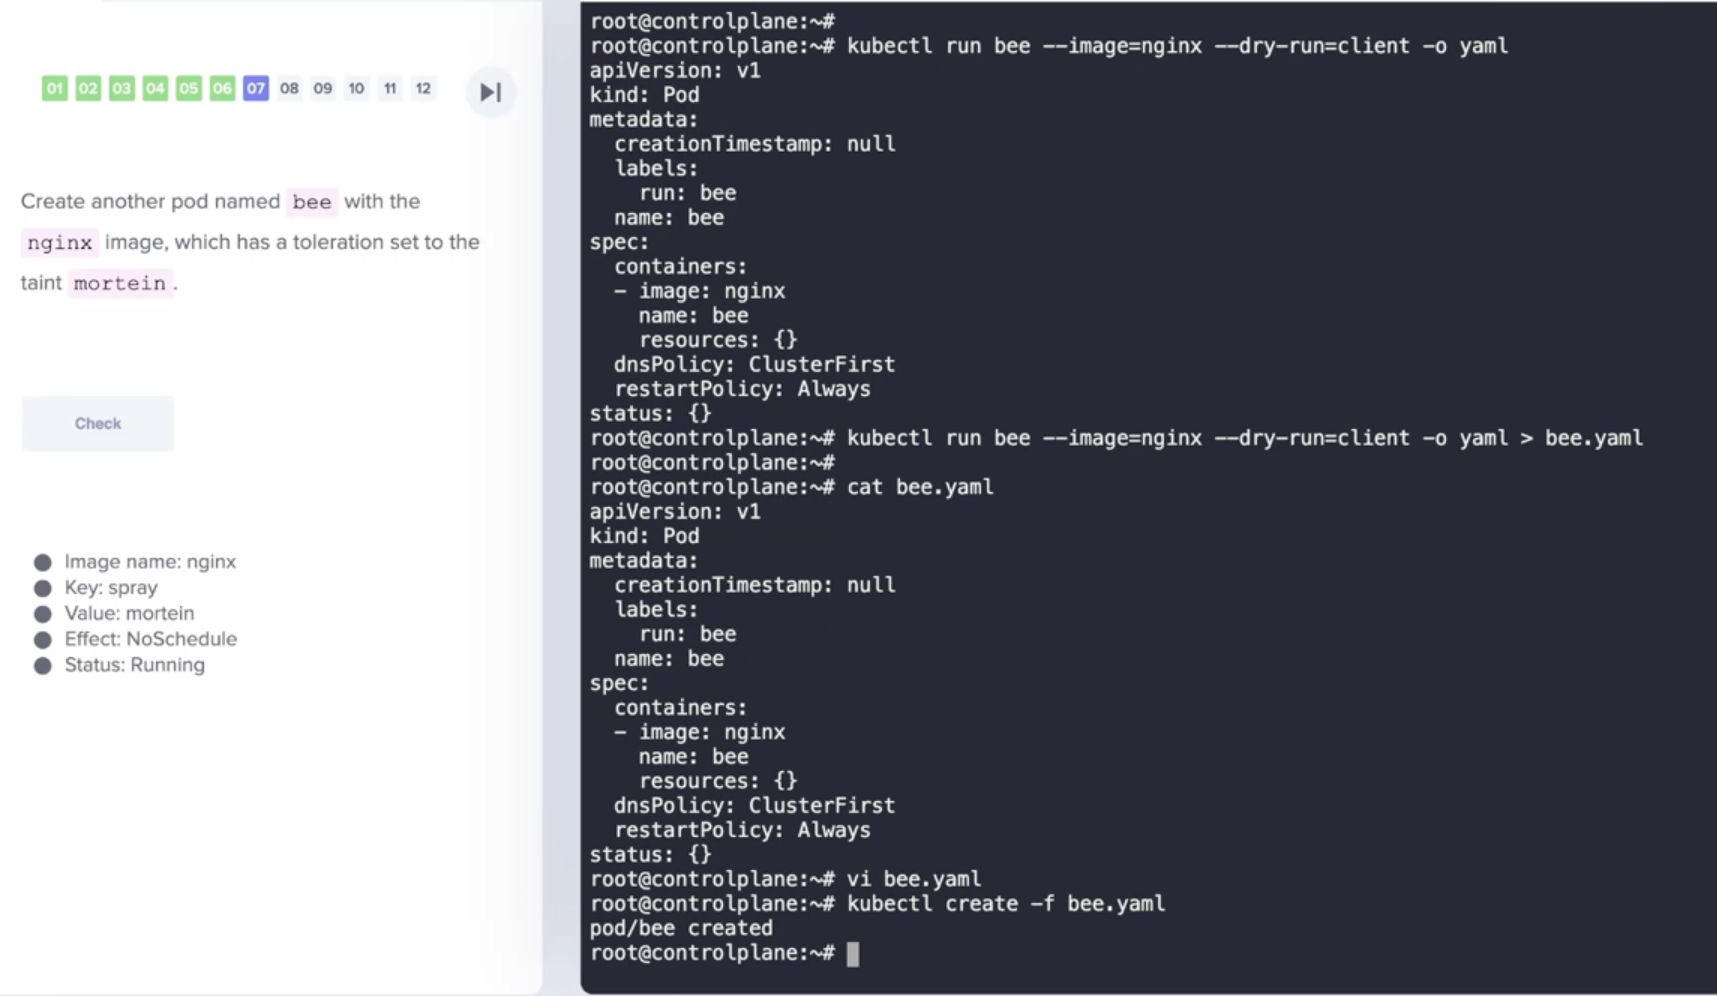 01 02 03 04 05 06 07 08 09 10 11 12
Create another pod named bee with the
nginx image, which has a toleration set to the
taint mortein.
Check
Image name: nginx
Key: spray
Value: mortein
Effect: NoSchedule
Status: Running
root@controlplane:~#
root@controlplane:~# kubectl run bee --image=nginx --dry-run=client -o yaml
apiVersion: v1
kind: Pod
metadata:
  creationTimestamp: null
  labels:
    run: bee
  name: bee
spec:
  containers:
  - image: nginx
    name: bee
    resources: {}
  dnsPolicy: ClusterFirst
  restartPolicy: Always
status: {}
root@controlplane:~# kubectl run bee --image=nginx --dry-run=client -o yaml > bee.yaml
root@controlplane:~#
root@controlplane:~# cat bee.yaml
apiVersion: v1
kind: Pod
metadata:
  creationTimestamp: null
  labels:
    run: bee
  name: bee
spec:
  containers:
  - image: nginx
    name: bee
    resources: {}
  dnsPolicy: ClusterFirst
  restartPolicy: Always
status: {}
root@controlplane:~# vi bee.yaml
root@controlplane:~# kubectl create -f bee.yaml
pod/bee created
root@controlplane:~#